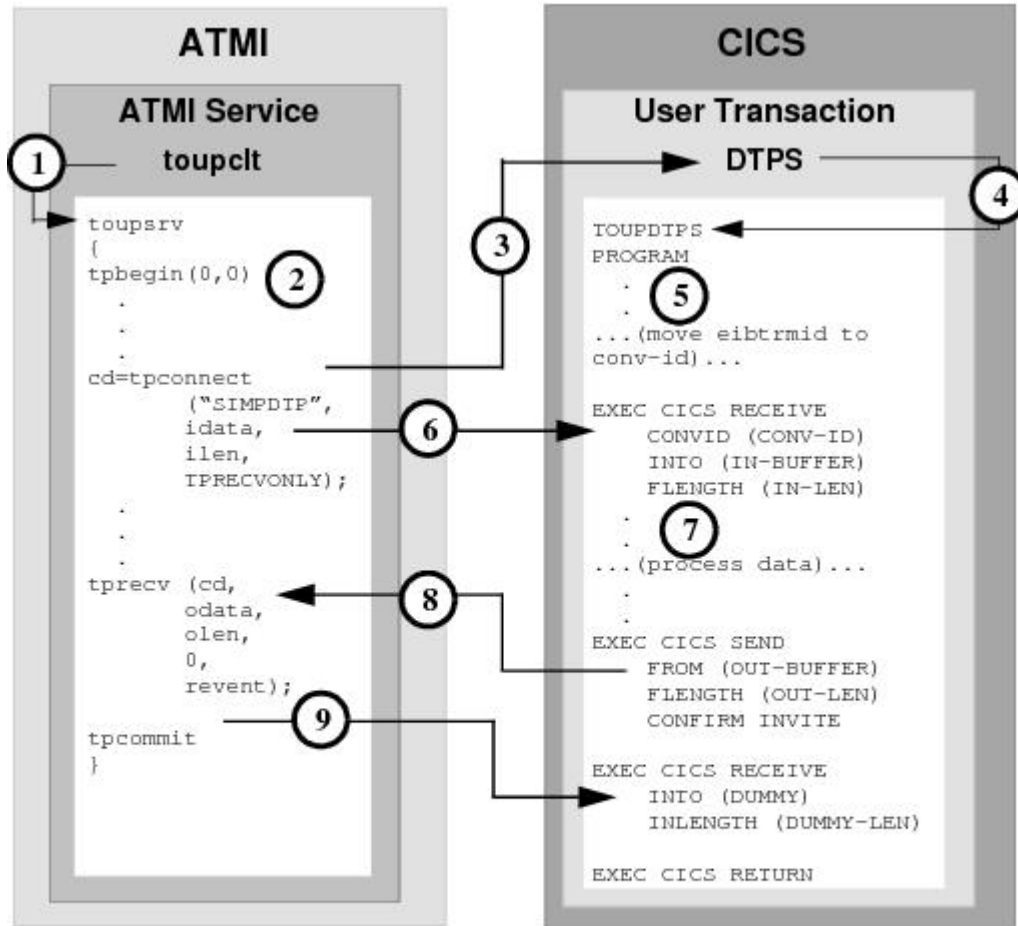 ATMI
ATMI Service
toupclt
1
toupsrv
{
tpbegin(0,0)
2
.
.
.
cd=tpconnect
("SIMPDTP",
idata,
ilen,
TPRECVONLY);
.
.
.
tprecv (cd,
odata,
olen,
0,
revent);
tpcommit
}
3
6
8
9
CICS
User Transaction
DTPS
4
TOUPDTPS
PROGRAM
.
5
.
...(move eibtrmid to
conv-id)...
EXEC CICS RECEIVE
CONVID (CONV-ID)
INTO (IN-BUFFER)
FLENGTH (IN-LEN)
.
7
.
...(process data)...
.
.
EXEC CICS SEND
FROM (OUT-BUFFER)
FLENGTH (OUT-LEN)
CONFIRM INVITE
EXEC CICS RECEIVE
INTO (DUMMY)
INLENGTH (DUMMY-LEN)
EXEC CICS RETURN